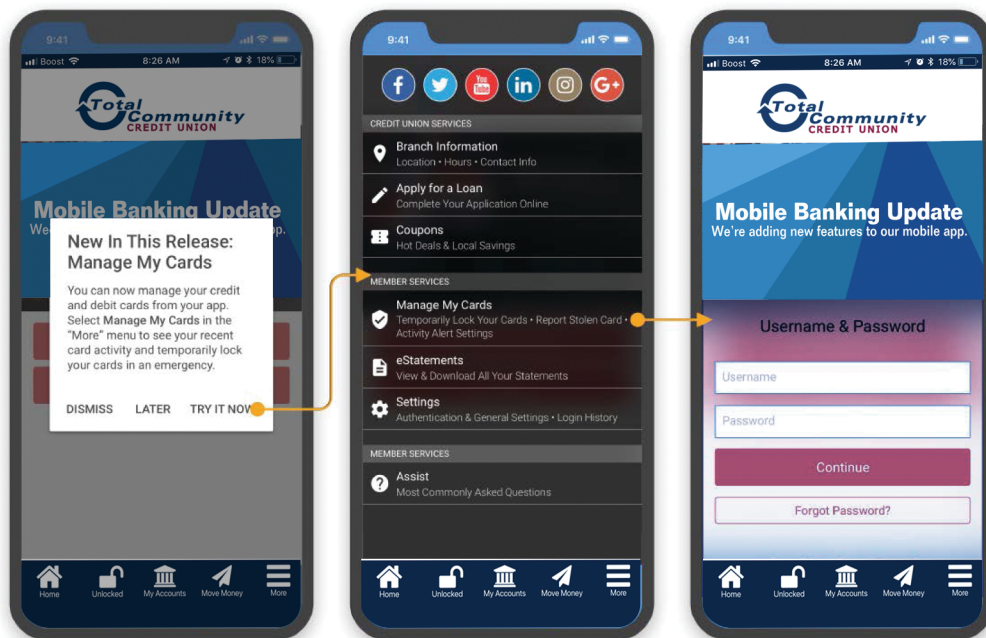 9:41
Boost
8:26 AM
18%
Total
Community
CREDIT UNION
Mobile Banking Update
We
pp.
New In This Release:
Manage My Cards
You can now manage your credit
and debit cards from your app.
Select Manage My Cards in the
"More" menu to see your recent
card activity and temporarily lock
your cards in an emergency.
DISMISS LATER TRY IT NOW
Home Unlocked My Accounts Move Money More
9:41
f You Tube in G+
CREDIT UNION SERVICES
Branch Information
Location • Hours • Contact Info
Apply for a Loan
Complete Your Application Online
Coupons
Hot Deals & Local Savings
MEMBER SERVICES
Manage My Cards
Temporarily Lock Your Cards • Report Stolen Card •
Activity Alert Settings
eStatements
View & Download All Your Statements
Settings
Authentication & General Settings • Login History
MEMBER SERVICES
Assist
Most Commonly Asked Questions
Home Unlocked My Accounts Move Money More
9:41
Boost 8:26 AM 18%
Total
Community
CREDIT UNION
Mobile Banking Update
We're adding new features to our mobile app.
Username & Password
Username
Password
Continue
Forgot Password?
Home Unlocked My Accounts Move Money More